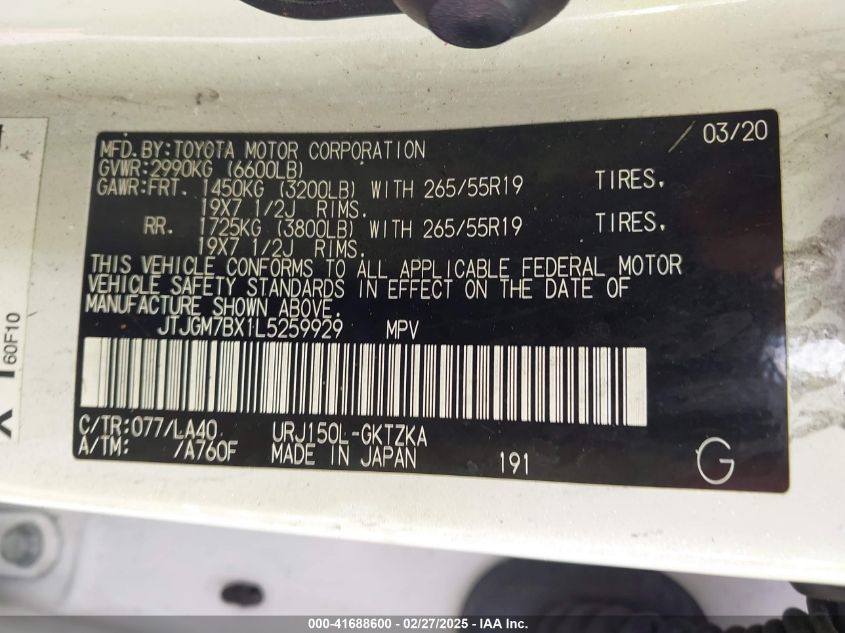 MFD.BY:TOYOTA MOTOR CORPORATION 03/20
GVWR:2990KG (6600LB)
GAWR:FRT. 1450KG (3200LB) WITH 265/55R19 TIRES.
19X7 1/2J RIMS.
RR. 1725KG (3800LB) WITH 265/55R19 TIRES.
19X7 1/2J RIMS.
THIS VEHICLE CONFORMS TO ALL APPLICABLE FEDERAL MOTOR
VEHICLE SAFETY STANDARDS IN EFFECT ON THE DATE OF
MANUFACTURE SHOWN ABOVE.
JTJGM7BX1L5259929 MPV
C/TR:077/LA40 URJ150L-GKTZKA
A/TM: /A760F MADE IN JAPAN 191 G
60F10
000-41688600 - 02/27/2025 - IAA Inc.